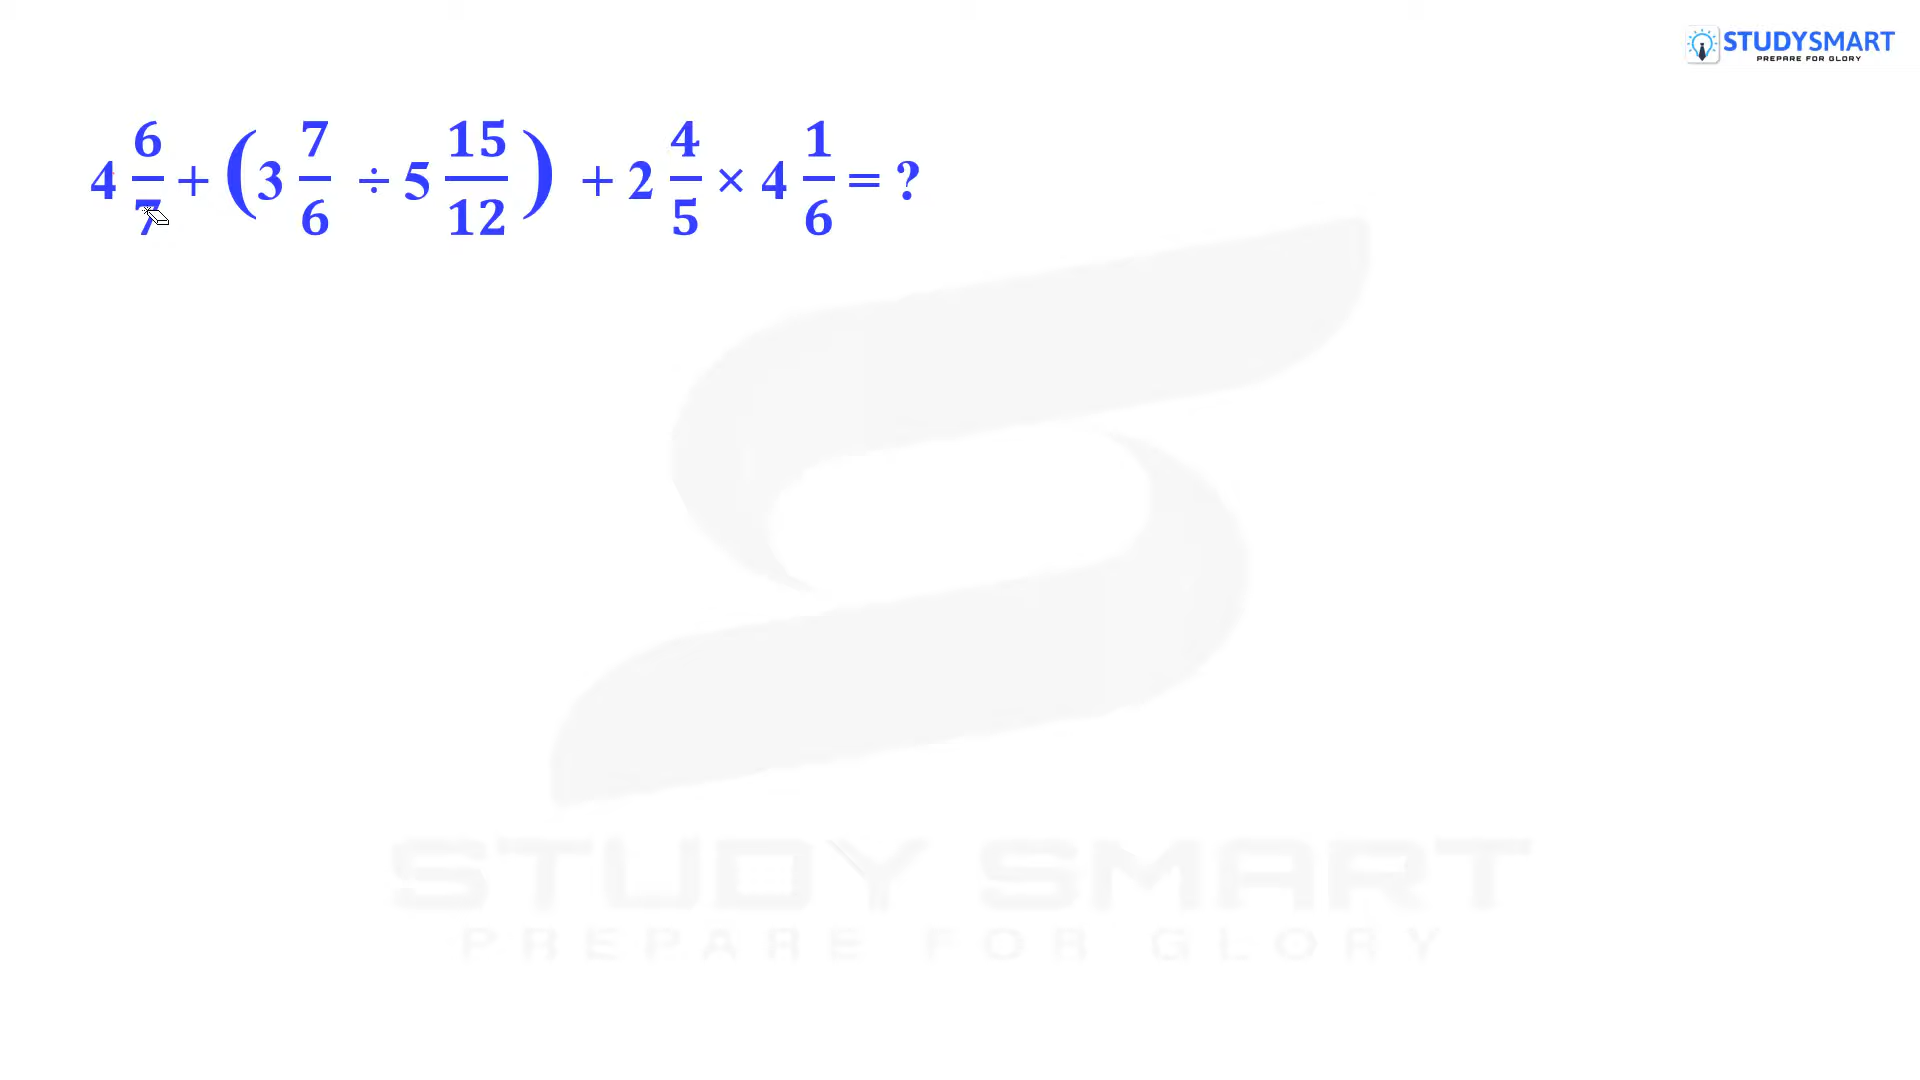 STUDYSMART
PREPARE FOR GLORY
4 6/7 + (3 7/6 ÷ 5 15/12) + 2 4/5 × 4 1/6 = ?
STUDY SMART
PREPARE FOR GLORY